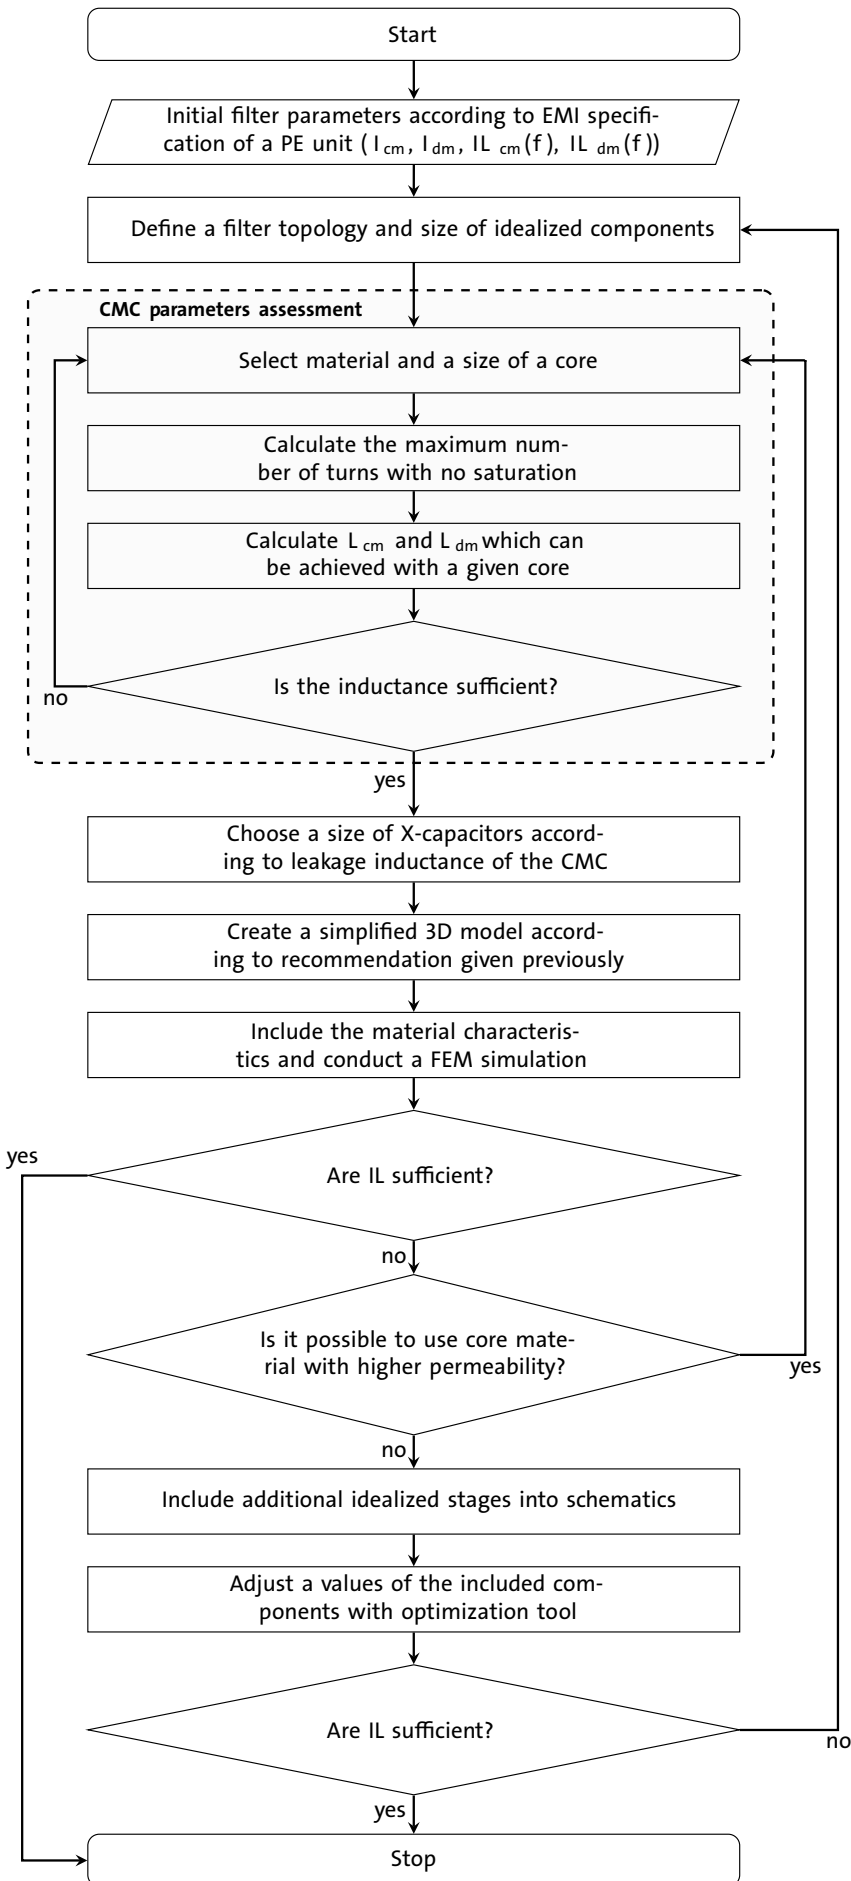 Start
Initial filter parameters according to EMI specifi-
cation of a PE unit ( I cm, I dm, IL cm (f), IL dm (f))
Define a filter topology and size of idealized components
CMC parameters assessment
Select material and a size of a core
Calculate the maximum num-
ber of turns with no saturation
Calculate L cm and L dm which can
be achieved with a given core
Is the inductance sufficient?
no
yes
Choose a size of X-capacitors accord-
ing to leakage inductance of the CMC
Create a simplified 3D model accord-
ing to recommendation given previously
Include the material characteris-
tics and conduct a FEM simulation
yes
Are IL sufficient?
no
Is it possible to use core mate-
rial with higher permeability?
yes
no
Include additional idealized stages into schematics
Adjust a values of the included com-
ponents with optimization tool
Are IL sufficient?
no
yes
Stop